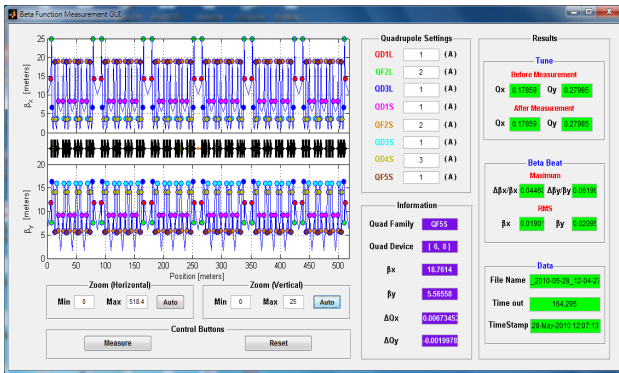 Beta Function Measurement GUI
βx [meters]
25
20
15
10
5
0
βy [meters]
20
15
10
5
0
0 50 100 150 200 250 300 350 400 450 500
Position [meters]
Zoom (Horizontal)
Min 0 Max 518.4 Auto
Zoom (Vertical)
Min 0 Max 25 Auto
Control Buttons
Measure Reset
Quadrupole Settings
QD1L 1 (A)
QF2L 2 (A)
QD3L 1 (A)
QD1S 1 (A)
QF2S 2 (A)
QD3S 1 (A)
QD4S 3 (A)
QF5S 1 (A)
Information
Quad Family QF5S
Quad Device [ 6, 8 ]
βx 18.7614
βy 5.56558
ΔQx 0.0067345
ΔQy -0.0019978
Results
Tune
Before Measurement
Qx 0.17859 Qy 0.27985
After Measurement
Qx 0.17859 Qy 0.27985
Beta Beat
Maximum
Δβx/βx 0.0446 Δβy/βy 0.0619
RMS
βx 0.0190 βy 0.0209
Data
File Name _2010-05-28_12-04-27
Time out 164.295
TimeStamp 28-May-2010 12:07:13